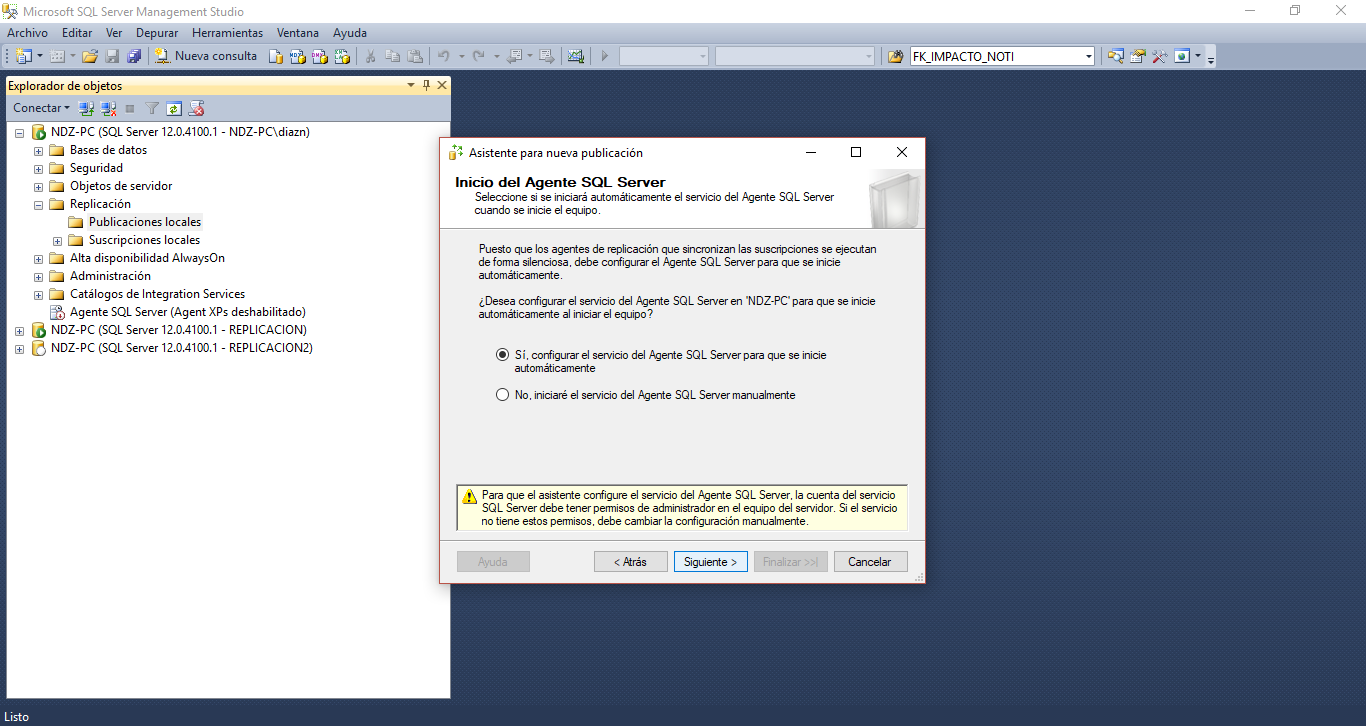 Microsoft SQL Server Management Studio
Archivo Editar Ver Depurar Herramientas Ventana Ayuda
Nueva consulta FK_IMPACTO_NOTI
Explorador de objetos
Conectar
NDZ-PC (SQL Server 12.0.4100.1 - NDZ-PC\diazn)
Bases de datos
Seguridad
Objetos de servidor
Replicación
Publicaciones locales
Suscripciones locales
Alta disponibilidad AlwaysOn
Administración
Catálogos de Integration Services
Agente SQL Server (Agent XPs deshabilitado)
NDZ-PC (SQL Server 12.0.4100.1 - REPLICACION)
NDZ-PC (SQL Server 12.0.4100.1 - REPLICACION2)
Asistente para nueva publicación
Inicio del Agente SQL Server
Seleccione si se iniciará automáticamente el servicio del Agente SQL Server
cuando se inicie el equipo.
Puesto que los agentes de replicación que sincronizan las suscripciones se ejecutan
de forma silenciosa, debe configurar el Agente SQL Server para que se inicie
automáticamente.
¿Desea configurar el servicio del Agente SQL Server en 'NDZ-PC' para que se inicie
automáticamente al iniciar el equipo?
Sí, configurar el servicio del Agente SQL Server para que se inicie
automáticamente
No, iniciaré el servicio del Agente SQL Server manualmente
Para que el asistente configure el servicio del Agente SQL Server, la cuenta del servicio
SQL Server debe tener permisos de administrador en el equipo del servidor. Si el servicio
no tiene estos permisos, debe cambiar la configuración manualmente.
Ayuda < Atrás Siguiente > Finalizar >>| Cancelar
Listo